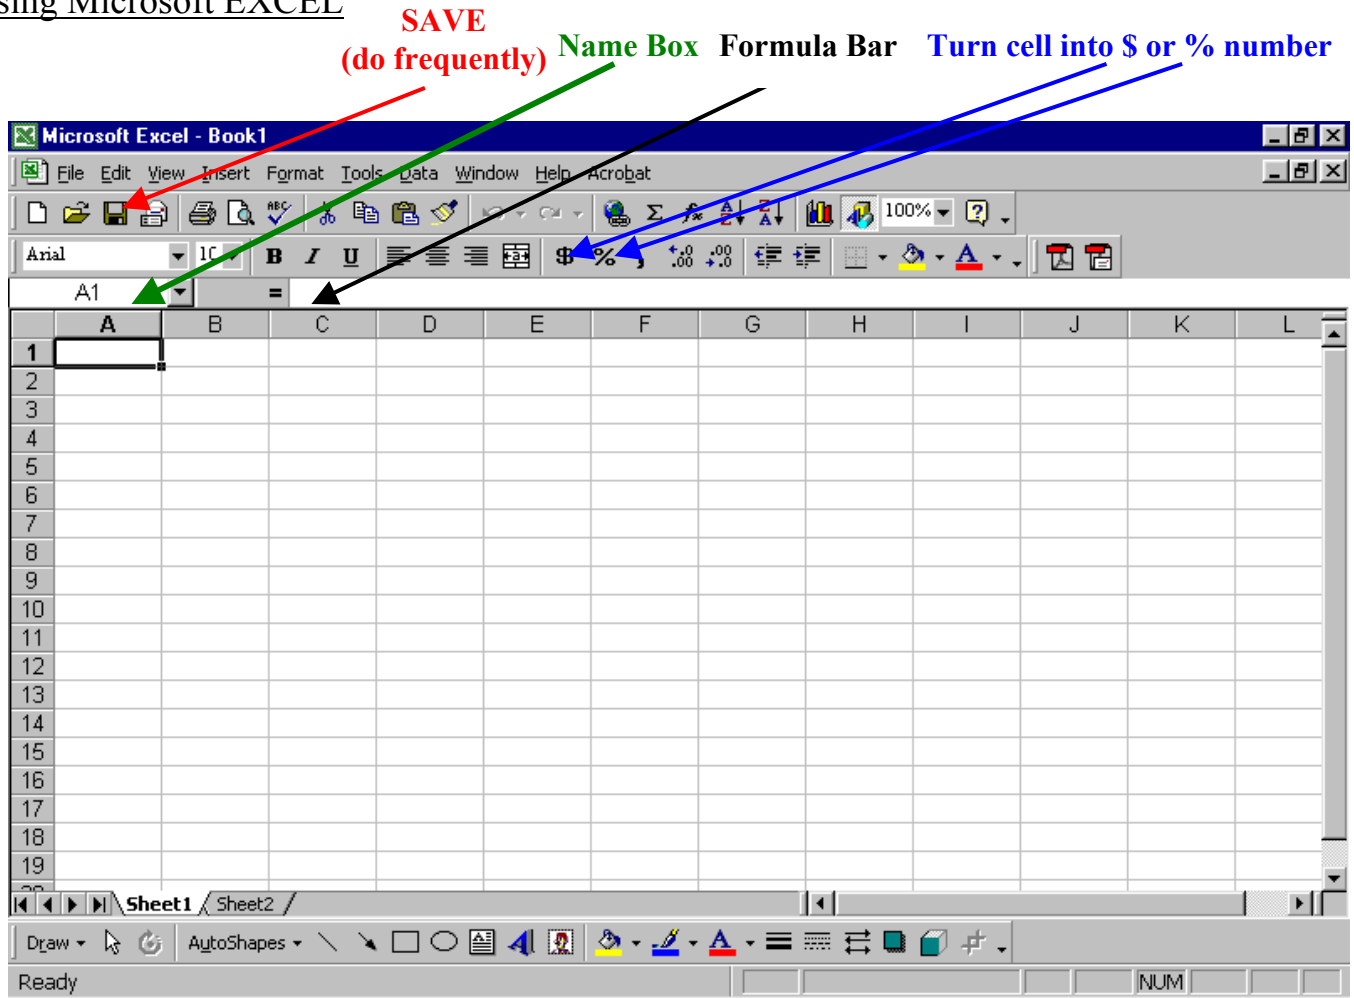 sing Microsoft EXCEL
SAVE
(do frequently)
Name Box
Formula Bar
Turn cell into $ or % number
Microsoft Excel - Book1
File Edit View Insert Format Tools Data Window Help Acrobat
100%
Arial 10 B I U $ % ,
A1 =
A B C D E F G H I J K L
1
2
3
4
5
6
7
8
9
10
11
12
13
14
15
16
17
18
19
Sheet1 Sheet2
Draw AutoShapes
Ready NUM